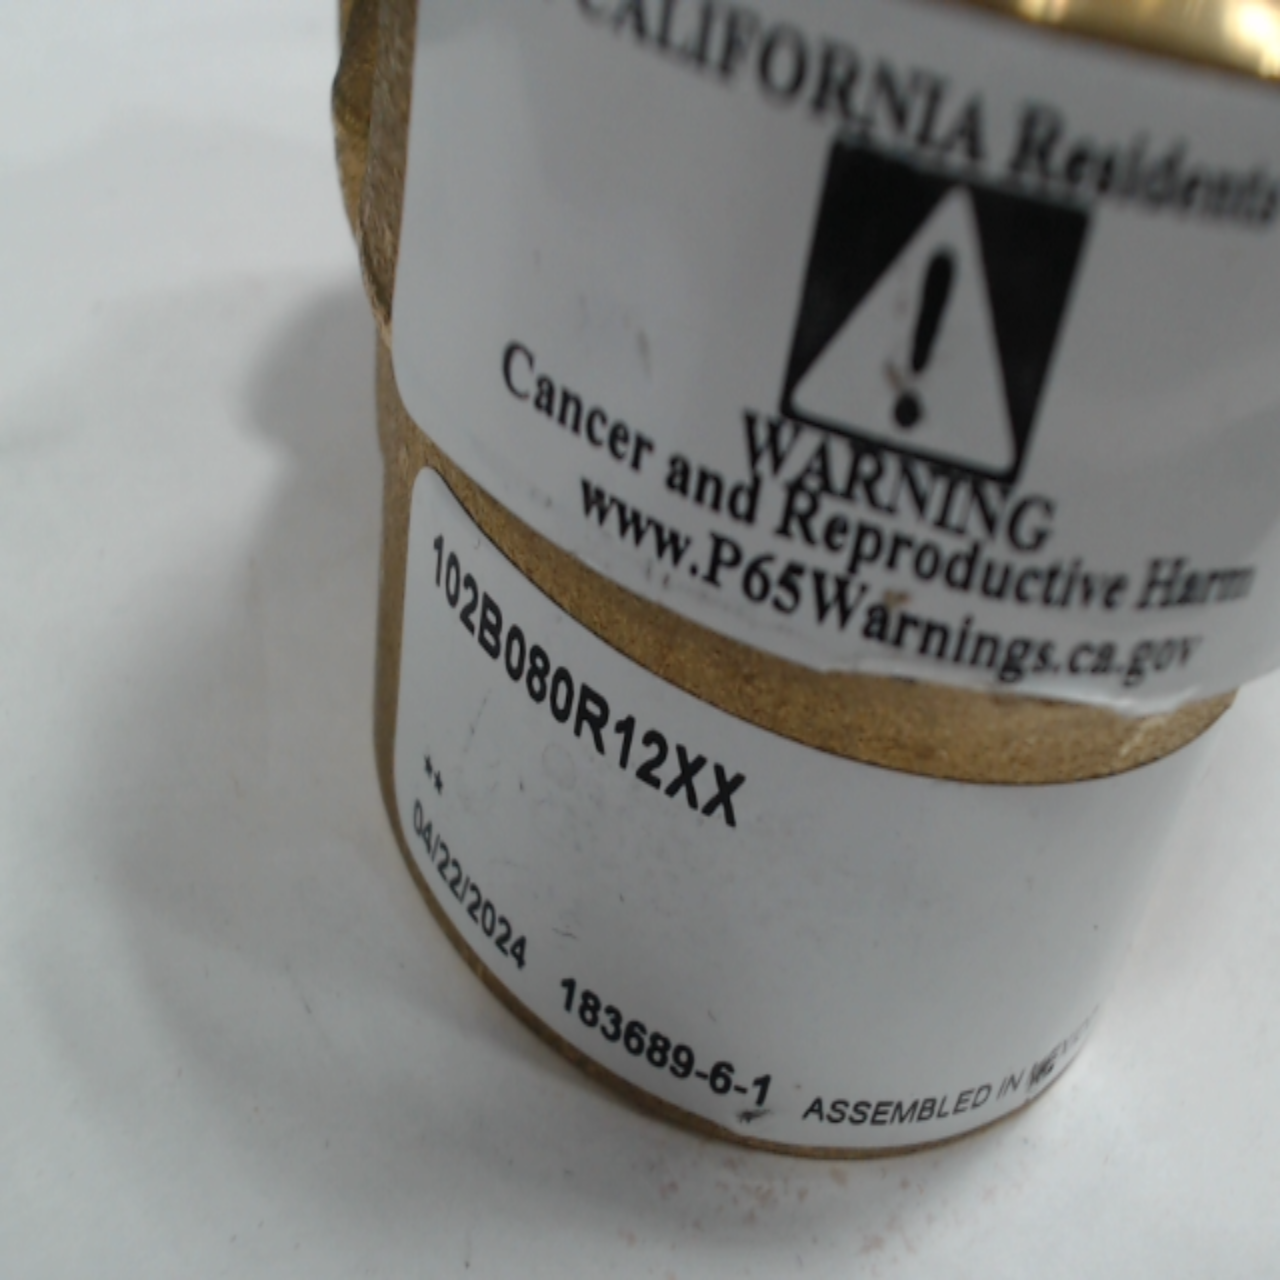 CALIFORNIA Residents
WARNING
Cancer and Reproductive Harm
www.P65Warnings.ca.gov
102B080R12XX
**
04/22/2024 183689-6-1 ASSEMBLED IN